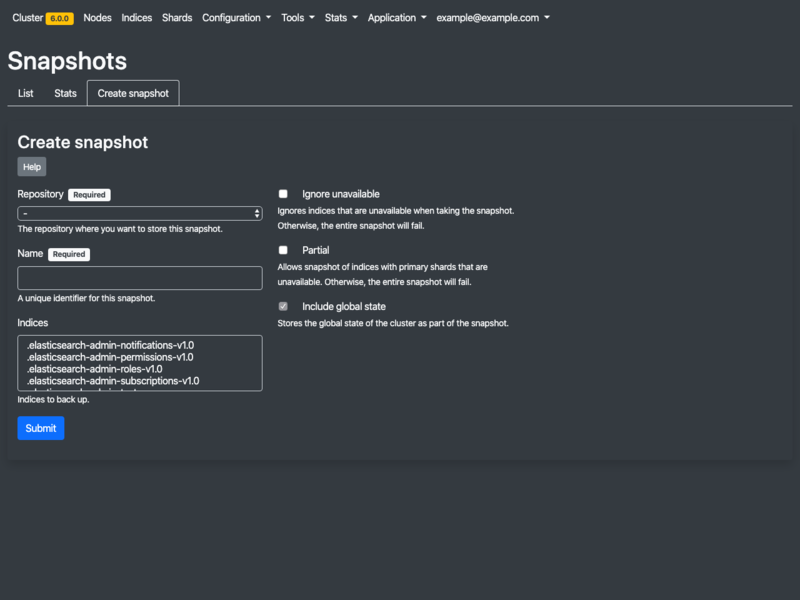 Cluster 6.0.0 Nodes Indices Shards Configuration Tools Stats Application example@example.com
Snapshots
List Stats Create snapshot
Create snapshot
Help
Repository Required
-
The repository where you want to store this snapshot.
Name Required
A unique identifier for this snapshot.
Indices
.elasticsearch-admin-notifications-v1.0
.elasticsearch-admin-permissions-v1.0
.elasticsearch-admin-roles-v1.0
.elasticsearch-admin-subscriptions-v1.0
Indices to back up.
Submit
Ignore unavailable
Ignores indices that are unavailable when taking the snapshot.
Otherwise, the entire snapshot will fail.
Partial
Allows snapshot of indices with primary shards that are
unavailable. Otherwise, the entire snapshot will fail.
Include global state
Stores the global state of the cluster as part of the snapshot.